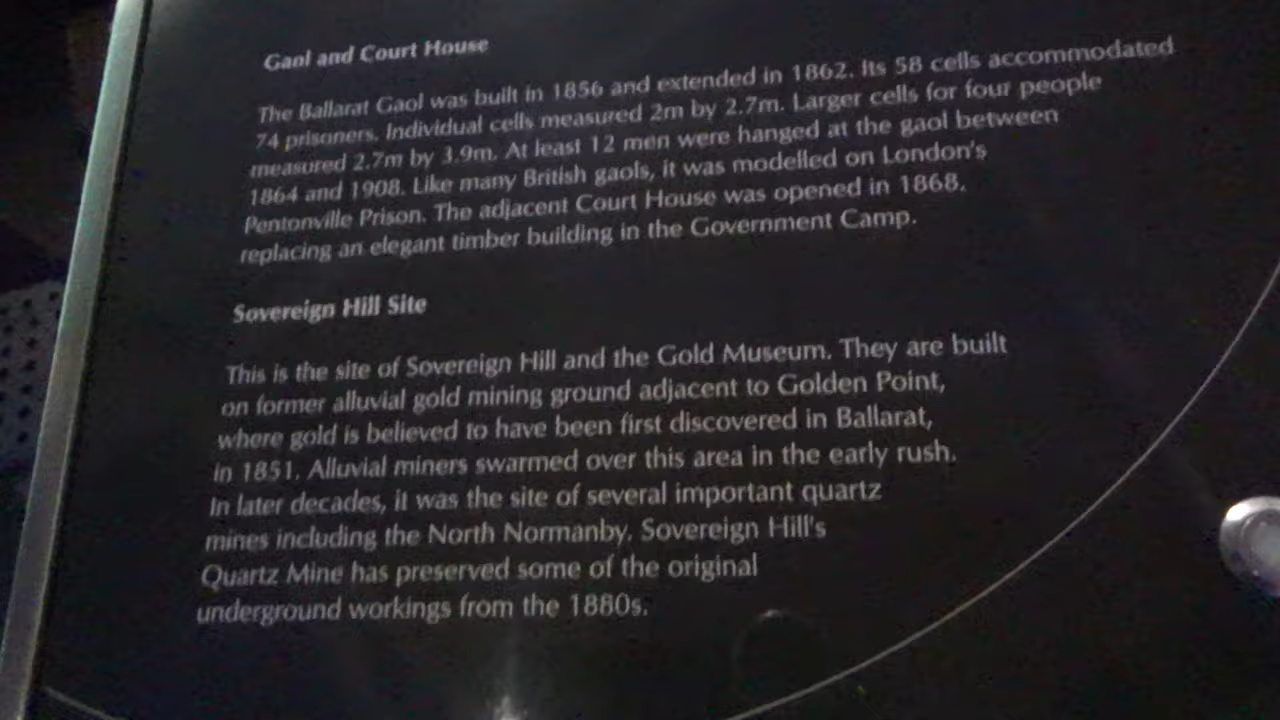 Gaol and Court House
The Ballarat Gaol was built in 1856 and extended in 1862. Its 58 cells accommodated
74 prisoners. Individual cells measured 2m by 2.7m. Larger cells for four people
measured 2.7m by 3.9m. At least 12 men were hanged at the gaol between
1864 and 1908. Like many British gaols, it was modelled on London's
Pentonville Prison. The adjacent Court House was opened in 1868,
replacing an elegant timber building in the Government Camp.
Sovereign Hill Site
This is the site of Sovereign Hill and the Gold Museum. They are built
on former alluvial gold mining ground adjacent to Golden Point,
where gold is believed to have been first discovered in Ballarat,
in 1851. Alluvial miners swarmed over this area in the early rush.
In later decades, it was the site of several important quartz
mines including the North Normanby. Sovereign Hill's
Quartz Mine has preserved some of the original
underground workings from the 1880s.